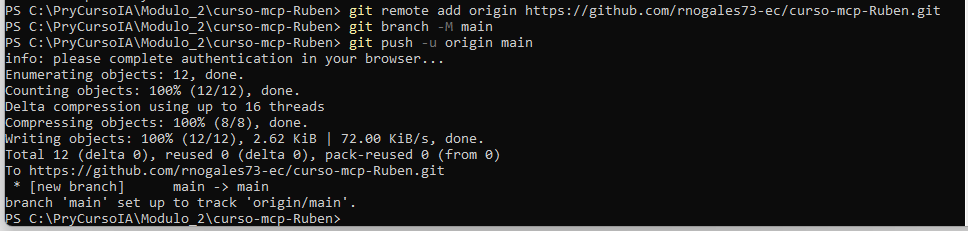 PS C:\PryCursoIA\Modulo_2\curso-mcp-Ruben> git remote add origin https://github.com/rnogales73-ec/curso-mcp-Ruben.git
PS C:\PryCursoIA\Modulo_2\curso-mcp-Ruben> git branch -M main
PS C:\PryCursoIA\Modulo_2\curso-mcp-Ruben> git push -u origin main
info: please complete authentication in your browser...
Enumerating objects: 12, done.
Counting objects: 100% (12/12), done.
Delta compression using up to 16 threads
Compressing objects: 100% (8/8), done.
Writing objects: 100% (12/12), 2.62 KiB | 72.00 KiB/s, done.
Total 12 (delta 0), reused 0 (delta 0), pack-reused 0 (from 0)
To https://github.com/rnogales73-ec/curso-mcp-Ruben.git
 * [new branch]      main -> main
branch 'main' set up to track 'origin/main'.
PS C:\PryCursoIA\Modulo_2\curso-mcp-Ruben>